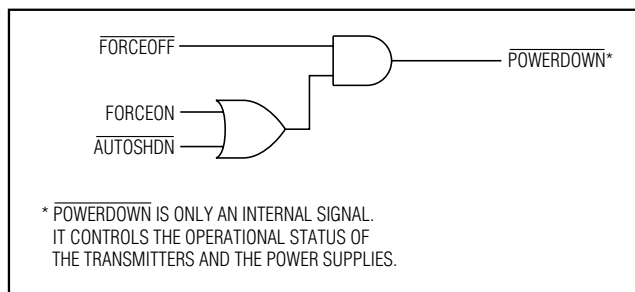 FORCEOFF
POWERDOWN*
FORCEON
AUTOSHDN
* POWERDOWN IS ONLY AN INTERNAL SIGNAL.
IT CONTROLS THE OPERATIONAL STATUS OF
THE TRANSMITTERS AND THE POWER SUPPLIES.